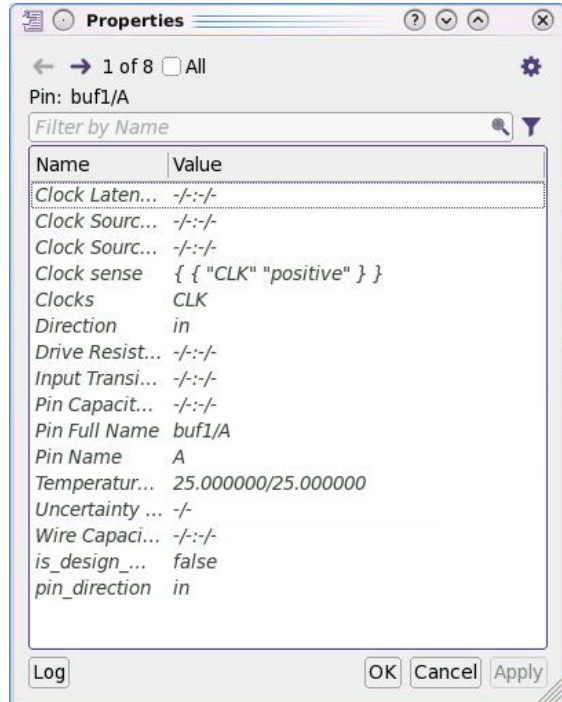 Properties
1 of 8 All
Pin: buf1/A
Filter by Name
Name Value
Clock Laten... -/-:-/-
Clock Sourc... -/-:-/-
Clock Sourc... -/-:-/-
Clock sense { { "CLK" "positive" } }
Clocks CLK
Direction in
Drive Resist... -/-:-/-
Input Transi... -/-:-/-
Pin Capacit... -/-:-/-
Pin Full Name buf1/A
Pin Name A
Temperatur... 25.000000/25.000000
Uncertainty ... -/-
Wire Capaci... -/-:-/-
is_design_... false
pin_direction in
Log OK Cancel Apply